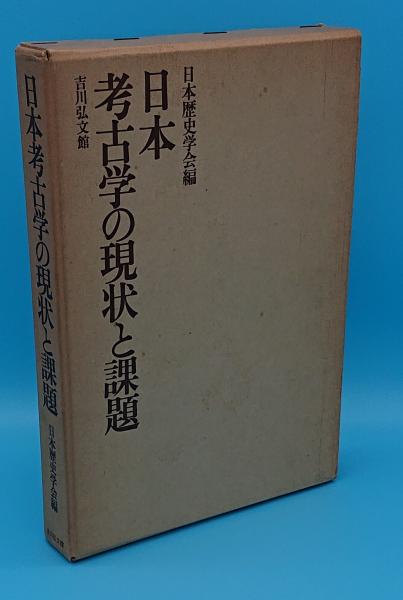 日本歴史学会編
日本
考古学の現状と課題
吉川弘文館
日本考古学の現状と課題
日本歴史学会編